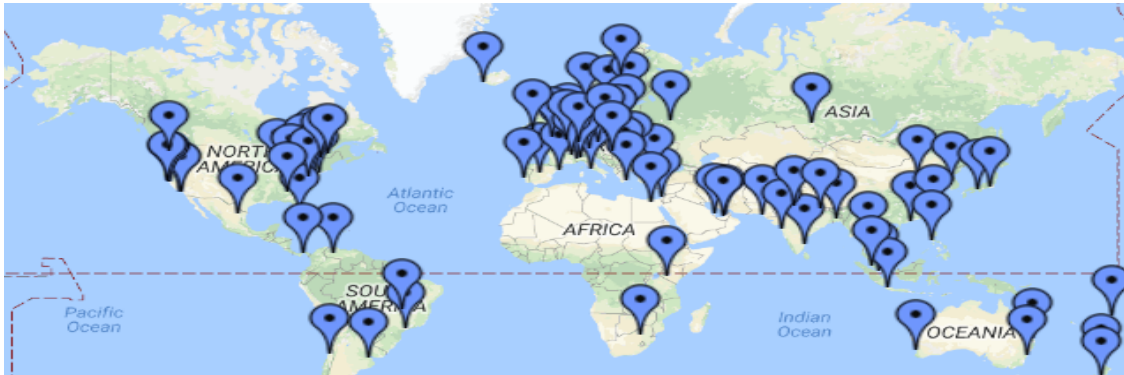 ASIA
NORTH
AMERICA
Atlantic
Ocean
AFRICA
SOUTH
AMERICA
Pacific
Ocean
Indian
Ocean
OCEANIA